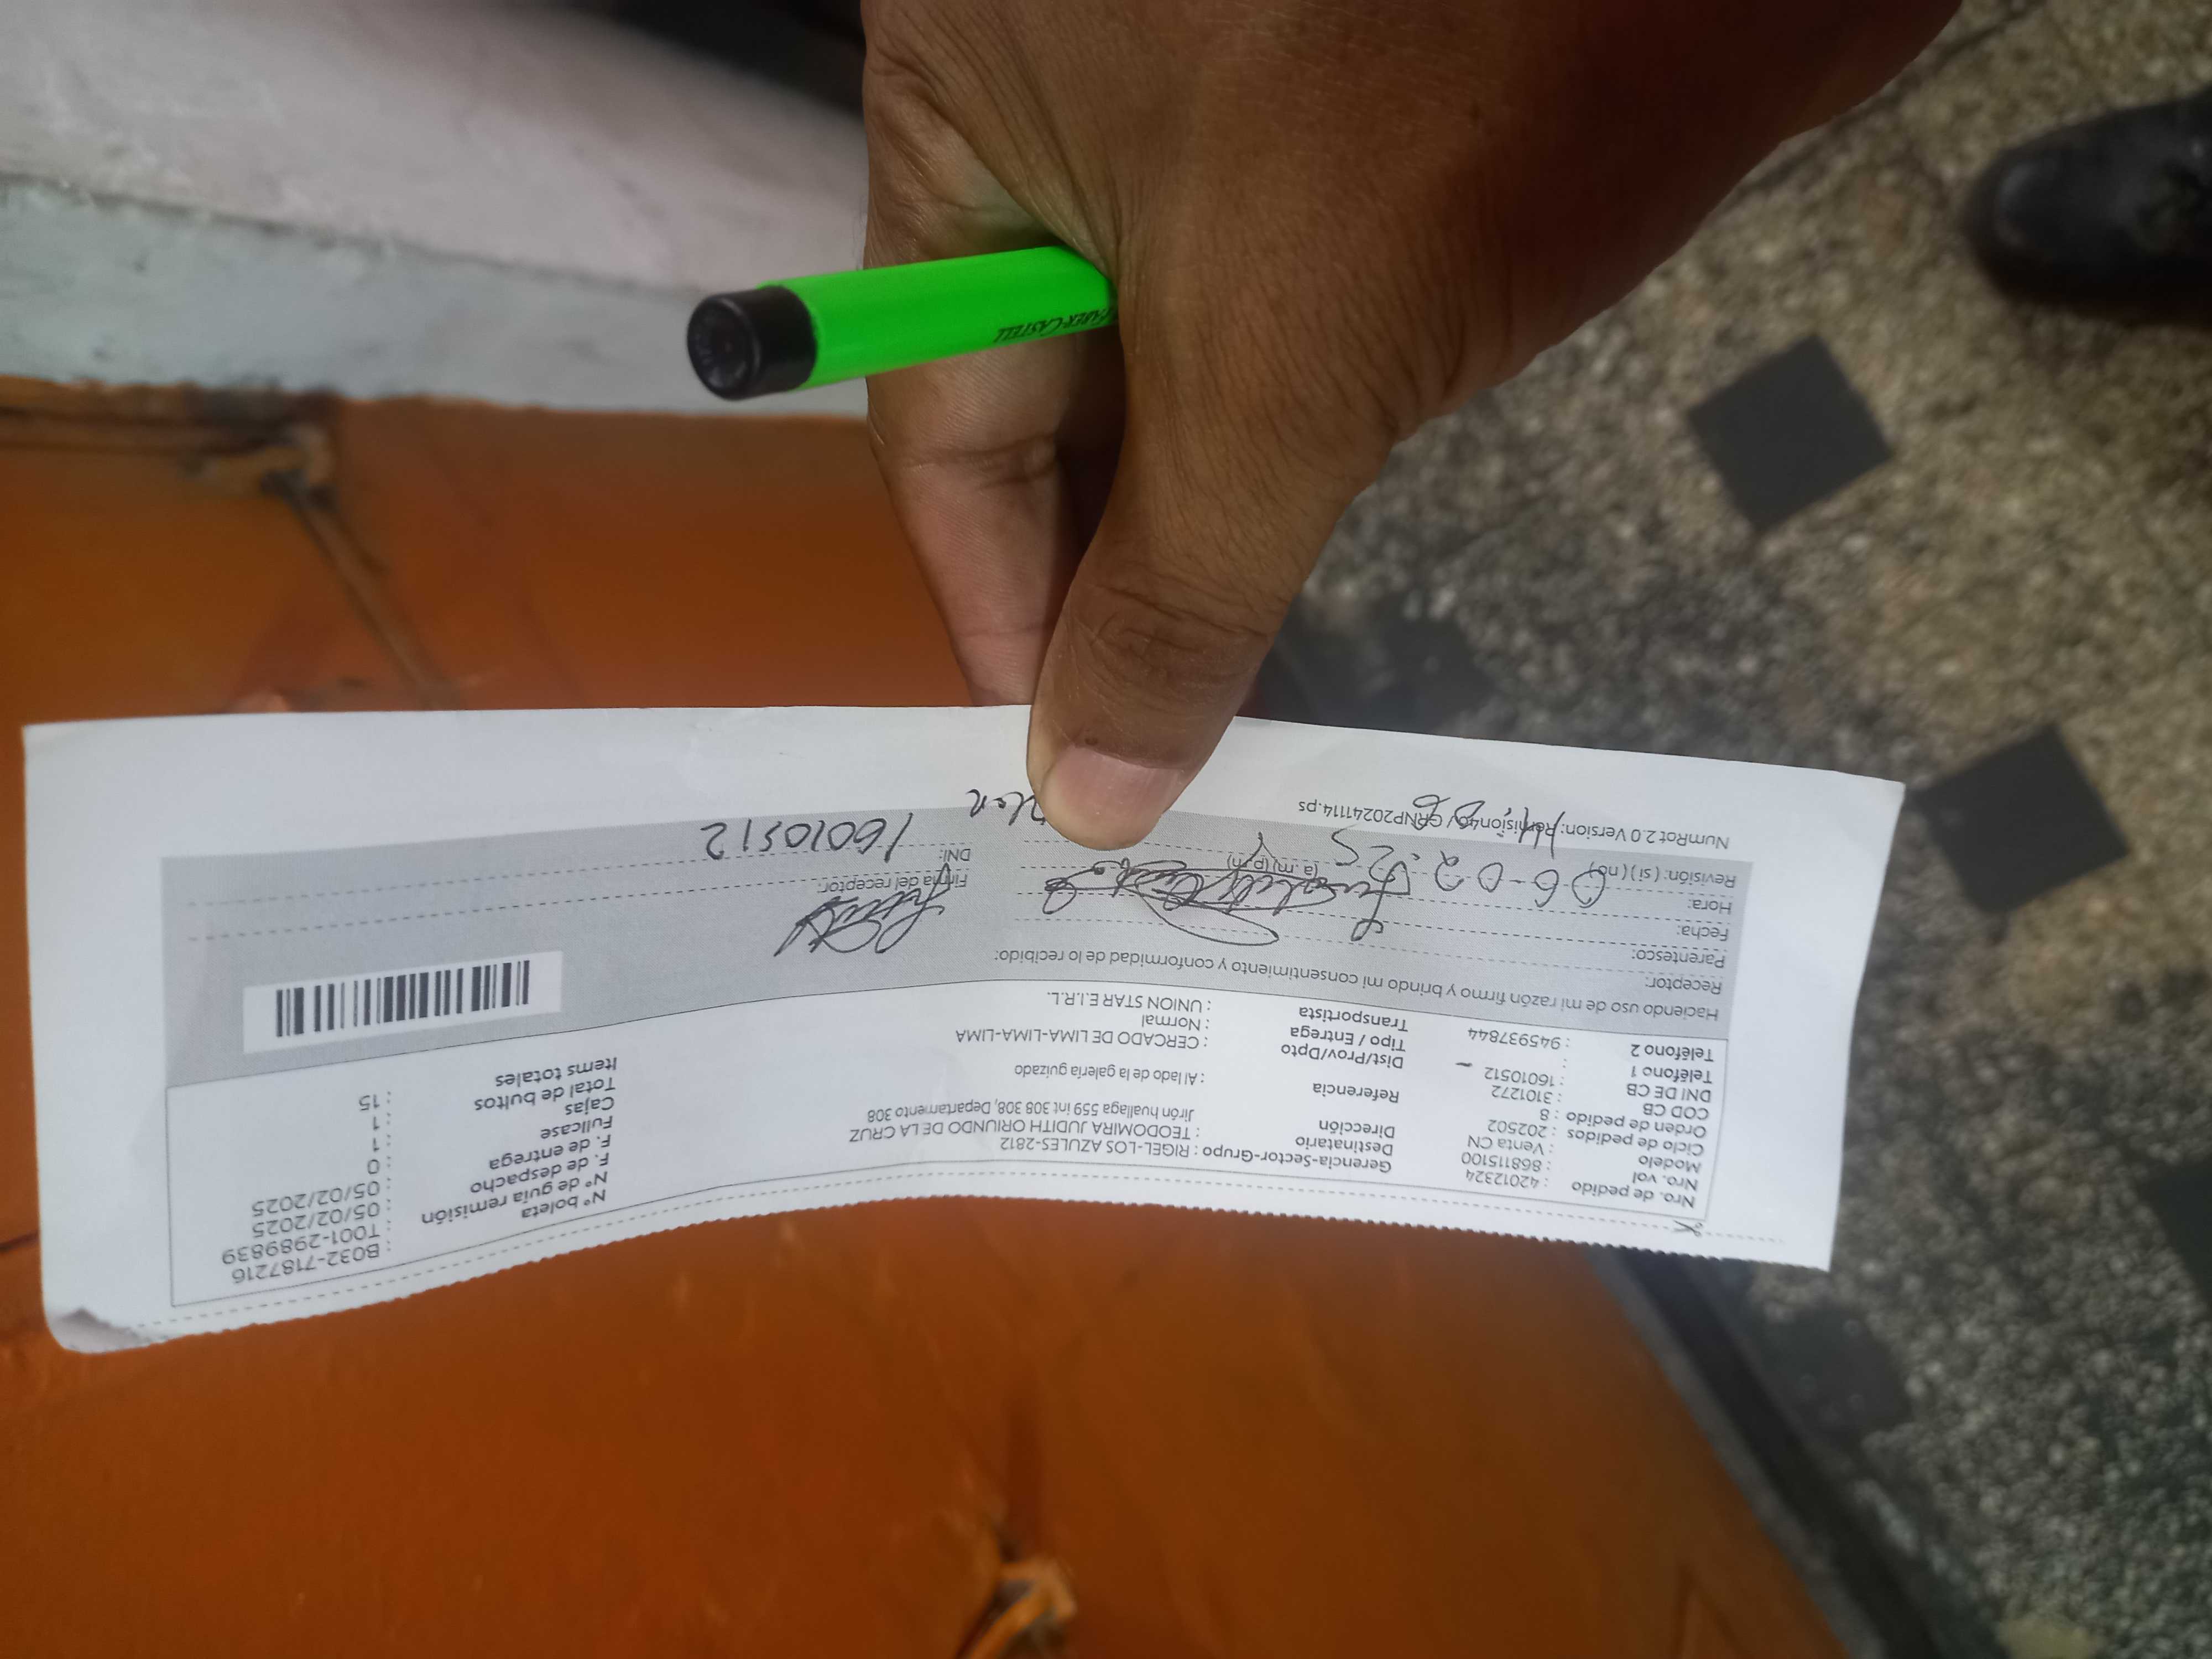 Nro. de pedido : 42012324
Nro. val : 868115100
Modelo : Venta CN
Ciclo de pedidos : 202502
Orden de pedido : 8
COD CB : 3101272
DNI DE CB : 16010512
Teléfono 1 : -
Teléfono 2 : 945937844
Gerencia-Sector-Grupo : RIGEL-LOS AZULES-2812
Destinatario : TEODOMIRA JUDITH ORIUNDO DE LA CRUZ
Dirección Jirón huallaga 559 int 308 308, Departamento 308
Referencia : Al lado de la galería guizado
Dist/Prov/Dpto : CERCADO DE LIMA-LIMA-LIMA
Tipo / Entrega : Normal
Transportista : UNION STAR E.I.R.L.
N° boleta : B032-7187216
N° de guía remisión : T001-2989839
F. de despacho : 05/02/2025
F. de entrega : 05/02/2025
Fullcase : 0
Cajas : 1
Total de bultos : 1
Items totales : 15
Haciendo uso de mi razón firmo y brindo mi consentimiento y conformidad de lo recibido:
Receptor:
Parentesco:
Fecha: 06-02-25
Hora: (a.m) (p/n)
Revisión: ( si ) ( no )
Firma del receptor:
DNI: 16010512
NumRot 2.0 Version: Remision40 / GRNP20241114.ps
FABER-CASTELL